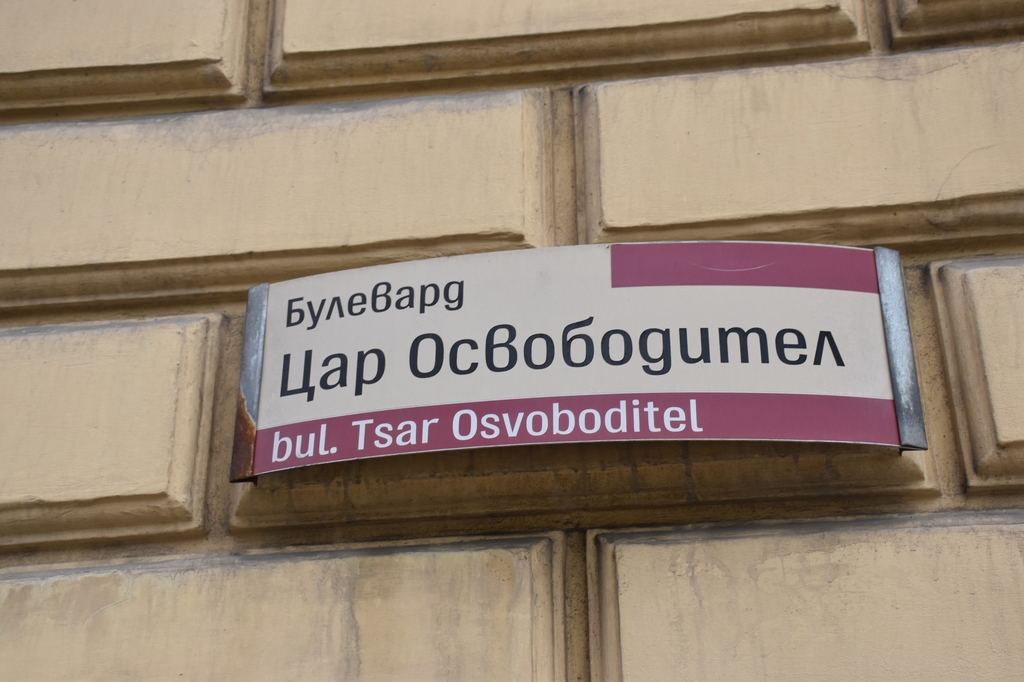 Булевард
Цар Освободител
bul. Tsar Osvoboditel